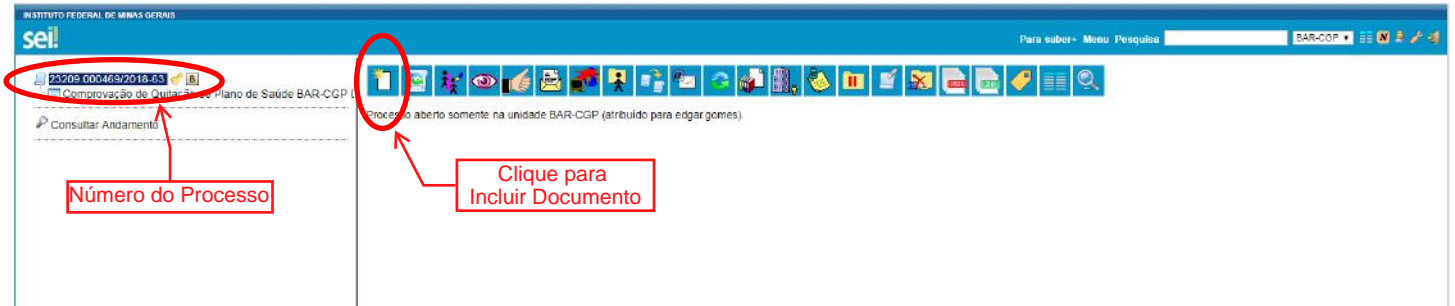 INSTITUTO FEDERAL DE MINAS GERAIS
sei!
Para saber+ Menu Pesquisa BAR-CGP
23209.000469/2018-63
Comprovação de Quitação de Plano de Saúde BAR-CGP
Processo aberto somente na unidade BAR-CGP (atribuído para edgar.gomes).
Consultar Andamento
Clique para
Incluir Documento
Número do Processo